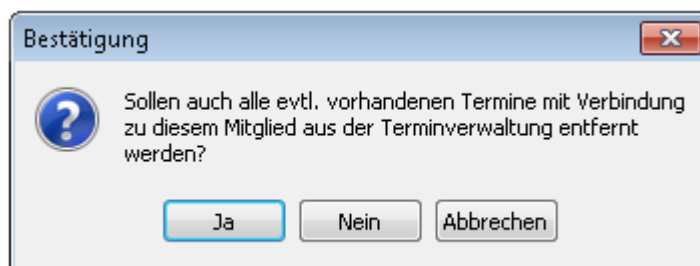 Bestätigung
Sollen auch alle evtl. vorhandenen Termine mit Verbindung
zu diesem Mitglied aus der Terminverwaltung entfernt
werden?
Ja Nein Abbrechen